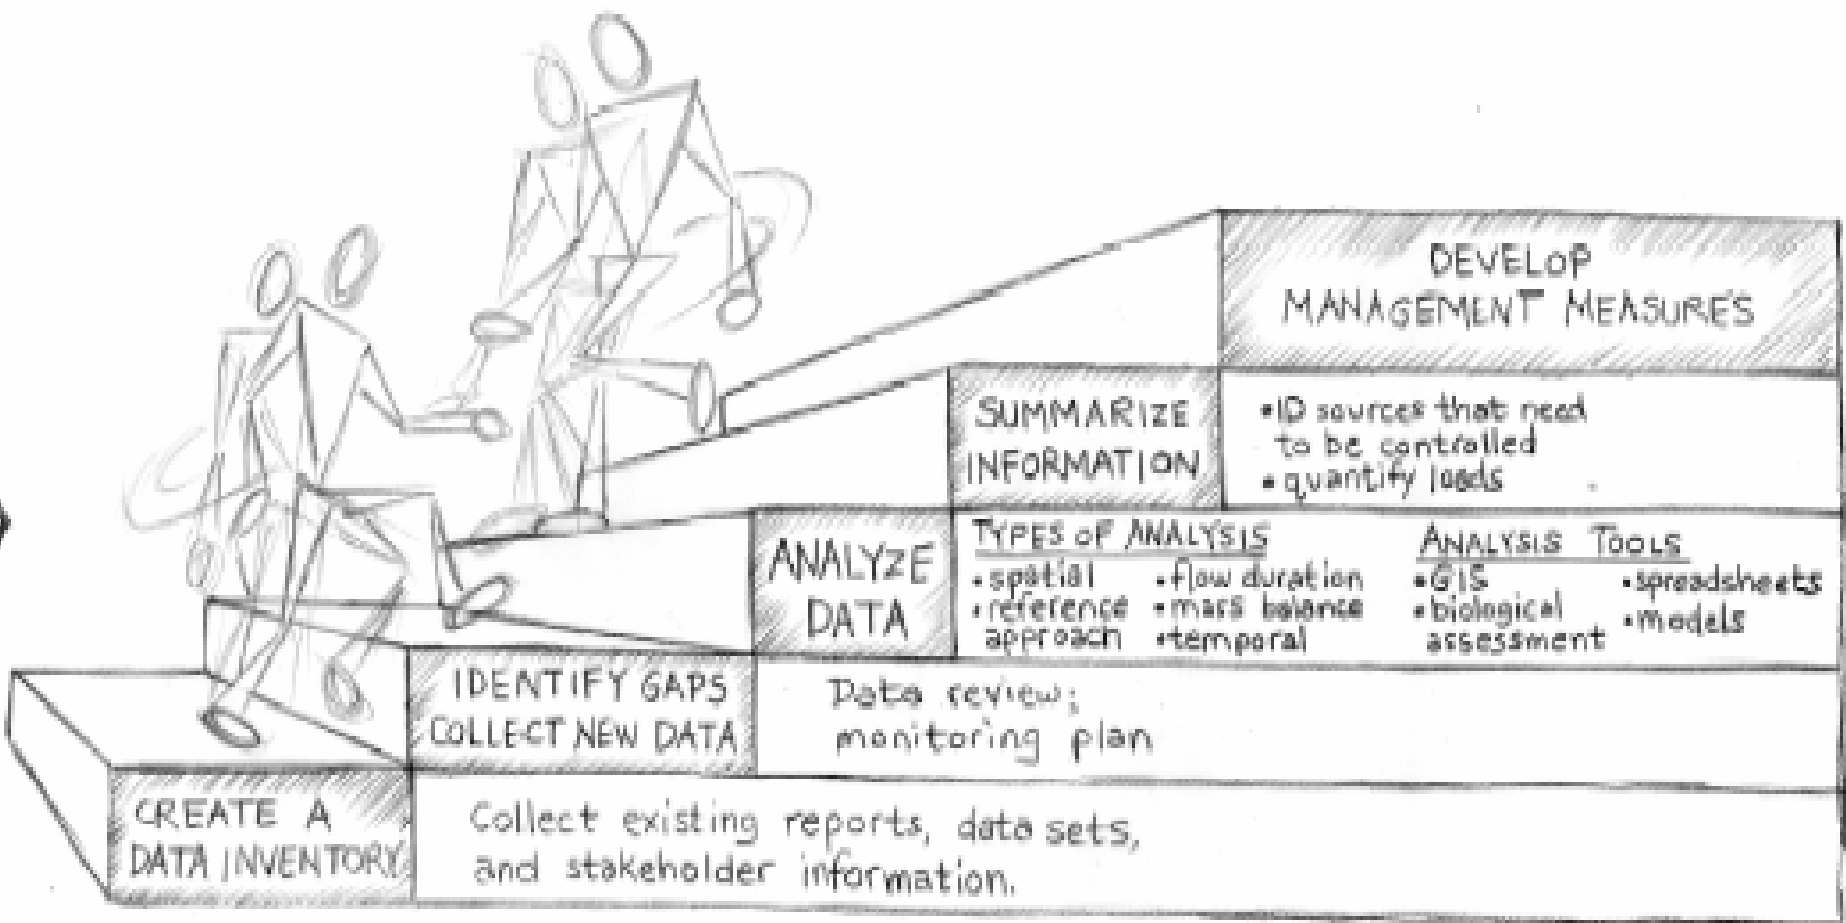 DEVELOP
MANAGEMENT MEASURES
SUMMARIZE
INFORMATION
•ID sources that need
to be controlled
•quantify loads
ANALYZE
DATA
TYPES OF ANALYSIS
•spatial
•reference
approach
•flow duration
•mass balance
•temporal
ANALYSIS TOOLS
•GIS
•biological
assessment
•spreadsheets
•models
IDENTIFY GAPS
COLLECT NEW DATA
Data review;
monitoring plan
CREATE A
DATA INVENTORY
Collect existing reports, data sets,
and stakeholder information.